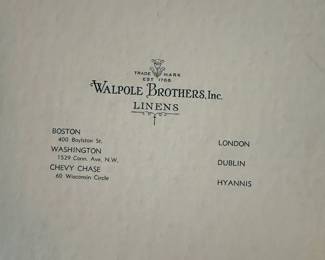 TRADE MARK
EST 1766
WALPOLE BROTHERS, Inc.
LINENS
BOSTON
400 Boylston St.
LONDON
WASHINGTON
1529 Conn. Ave, N.W.
DUBLIN
CHEVY CHASE
60 Wisconsin Circle
HYANNIS